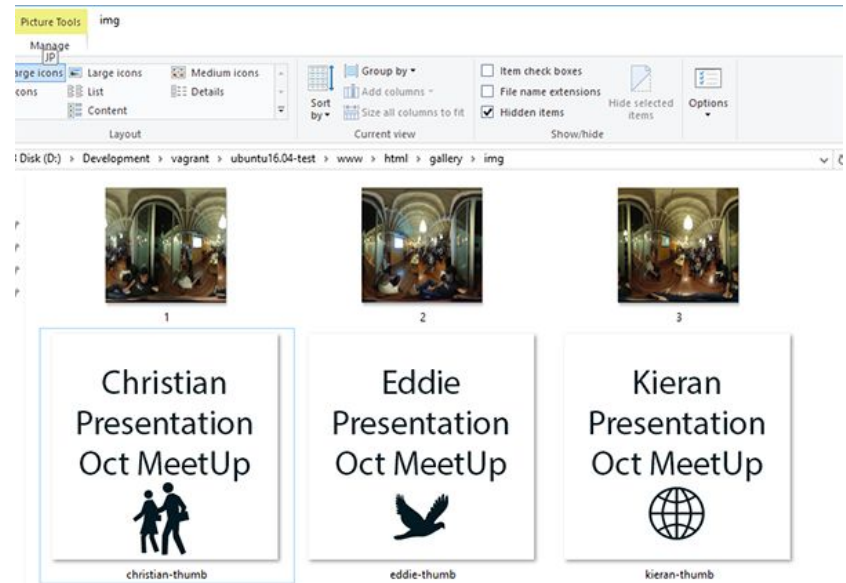 Picture Tools img
Manage
JP
arge icons Large icons Medium icons
cons List Details
Content
Layout
Sort by
Group by
Add columns
Size all columns to fit
Current view
Item check boxes
File name extensions
Hidden items
Hide selected items
Show/hide
Options
Disk (D:) > Development > vagrant > ubuntu16.04-test > www > html > gallery > img
1 2 3
Christian
Presentation
Oct MeetUp
christian-thumb
Eddie
Presentation
Oct MeetUp
eddie-thumb
Kieran
Presentation
Oct MeetUp
kieran-thumb